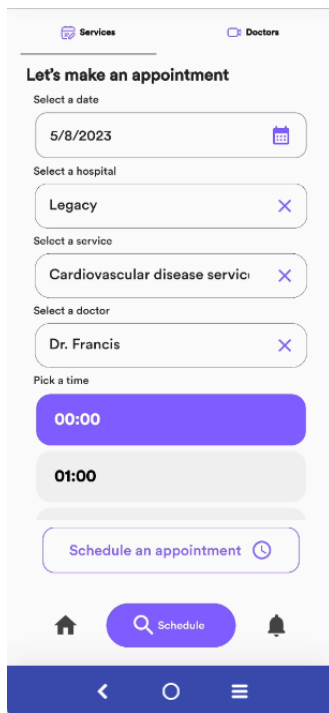 Services
Doctors
Let's make an appointment
Select a date
5/8/2023
Select a hospital
Legacy
Select a service
Cardiovascular disease servic
Select a doctor
Dr. Francis
Pick a time
00:00
01:00
Schedule an appointment
Schedule